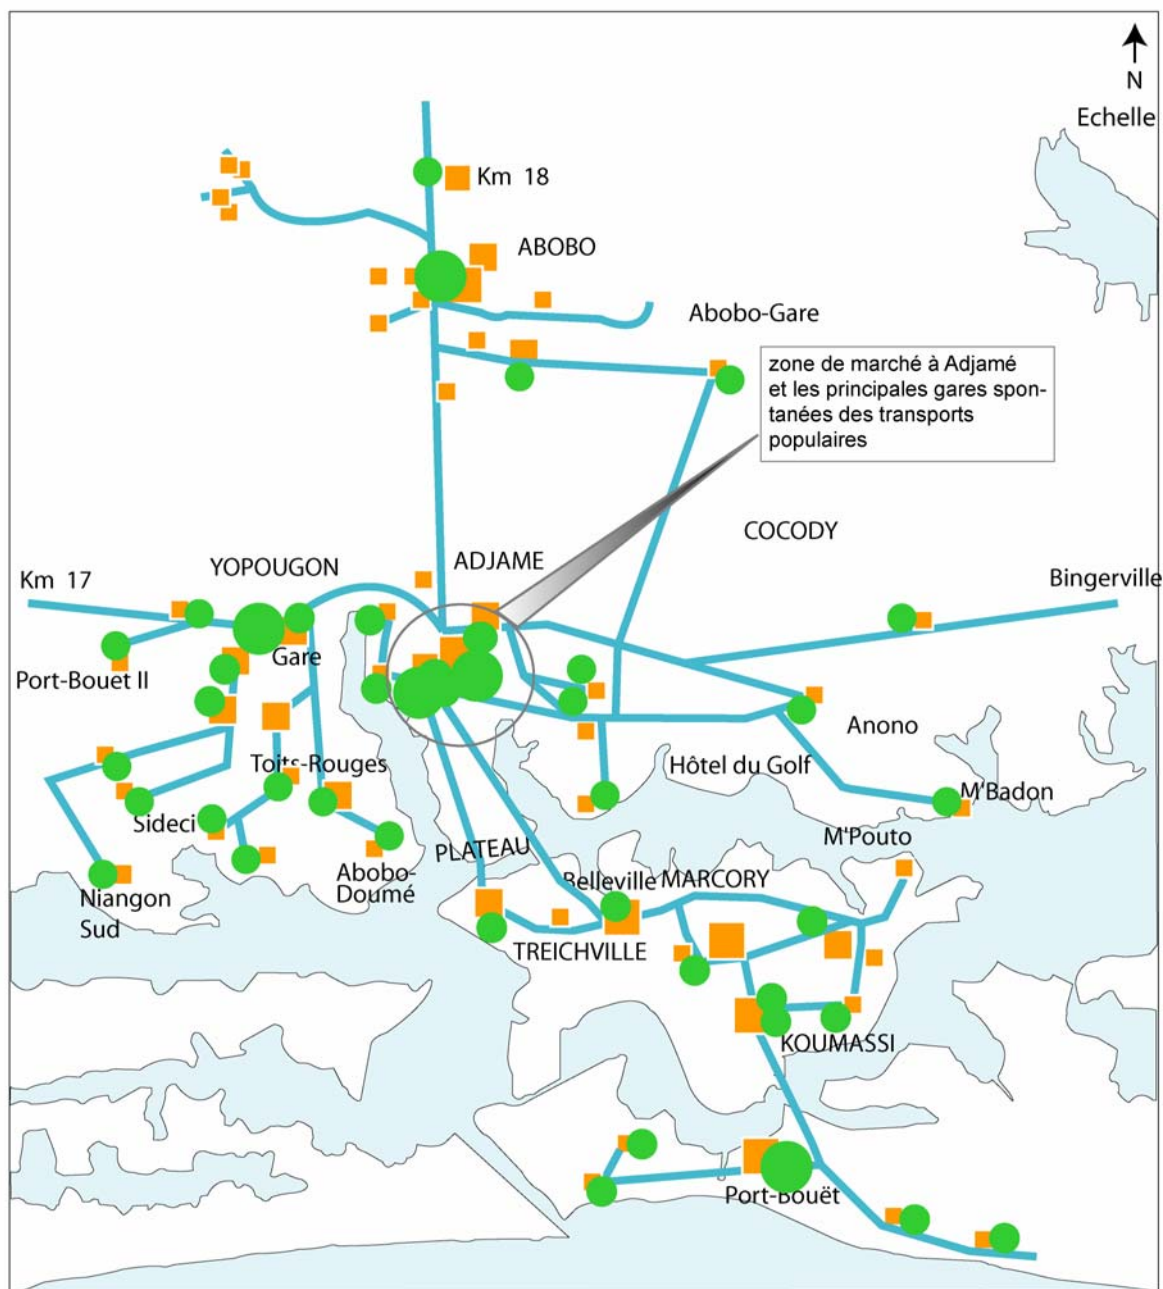 N
Echelle
Km 18
ABOBO
Abobo-Gare
zone de marché à Adjamé
et les principales gares spon-
tanées des transports
populaires
COCODY
ADJAME
YOPOUGON
Km 17
Bingerville
Gare
Port-Bouet II
Anono
Toits-Rouges
Hôtel du Golf
M'Badon
Sideci
M'Pouto
PLATEAU
Abobo-
Doumé
Belleville
MARCORY
Niangon
Sud
TREICHVILLE
KOUMASSI
Port-Bouët